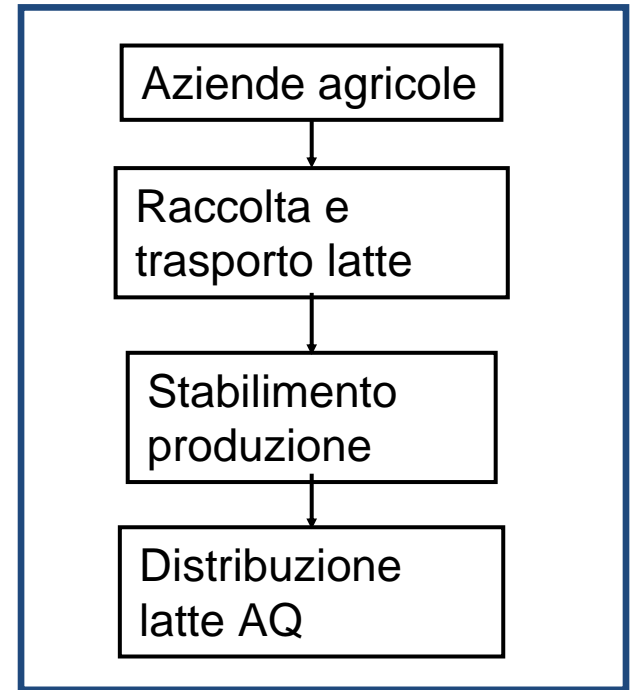 Aziende agricole
Raccolta e
trasporto latte
Stabilimento
produzione
Distribuzione
latte AQ